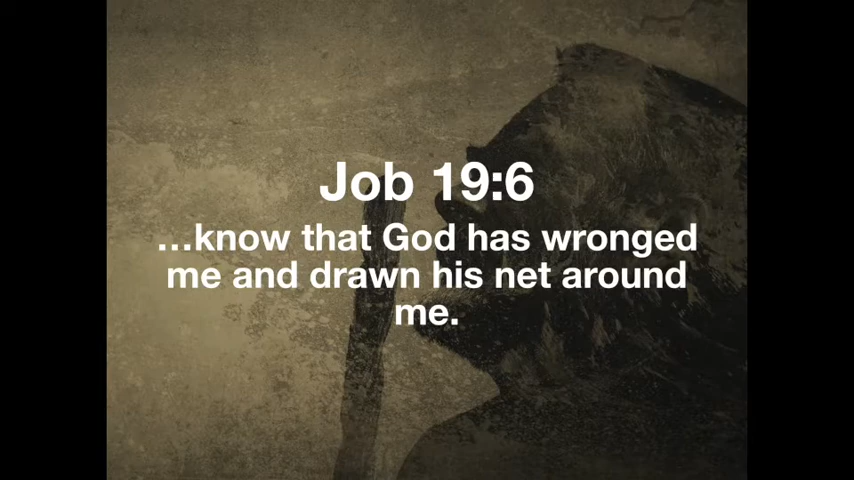 Job 19:6
…know that God has wronged
me and drawn his net around
me.